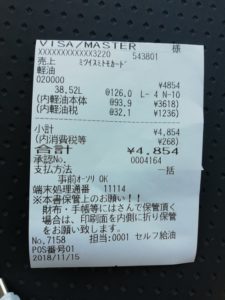 VISA/MASTER 様
XXXXXXXXXXXX3220 543801
売上 ミツイスミトモカード
軽油
020000 ¥4854
38.52L @126.0 L- 4 N-10
(内軽油本体 @93.9 ¥3618)
(内軽油税 @32.1 ¥1236)
小計 ¥4,854
(内消費税等 ¥268)
合計 ¥4,854
承認No. 0004164
支払方法 一括
事前オーソリ OK
端末処理通番 11114
※本書保管上のお願い!!
財布・手帳等にはさんで保管頂く
場合は、印刷面を内側に折り保管
をお願い致します。
No.7158 担当:0001 セルフ給油
POS番号01
2018/11/15